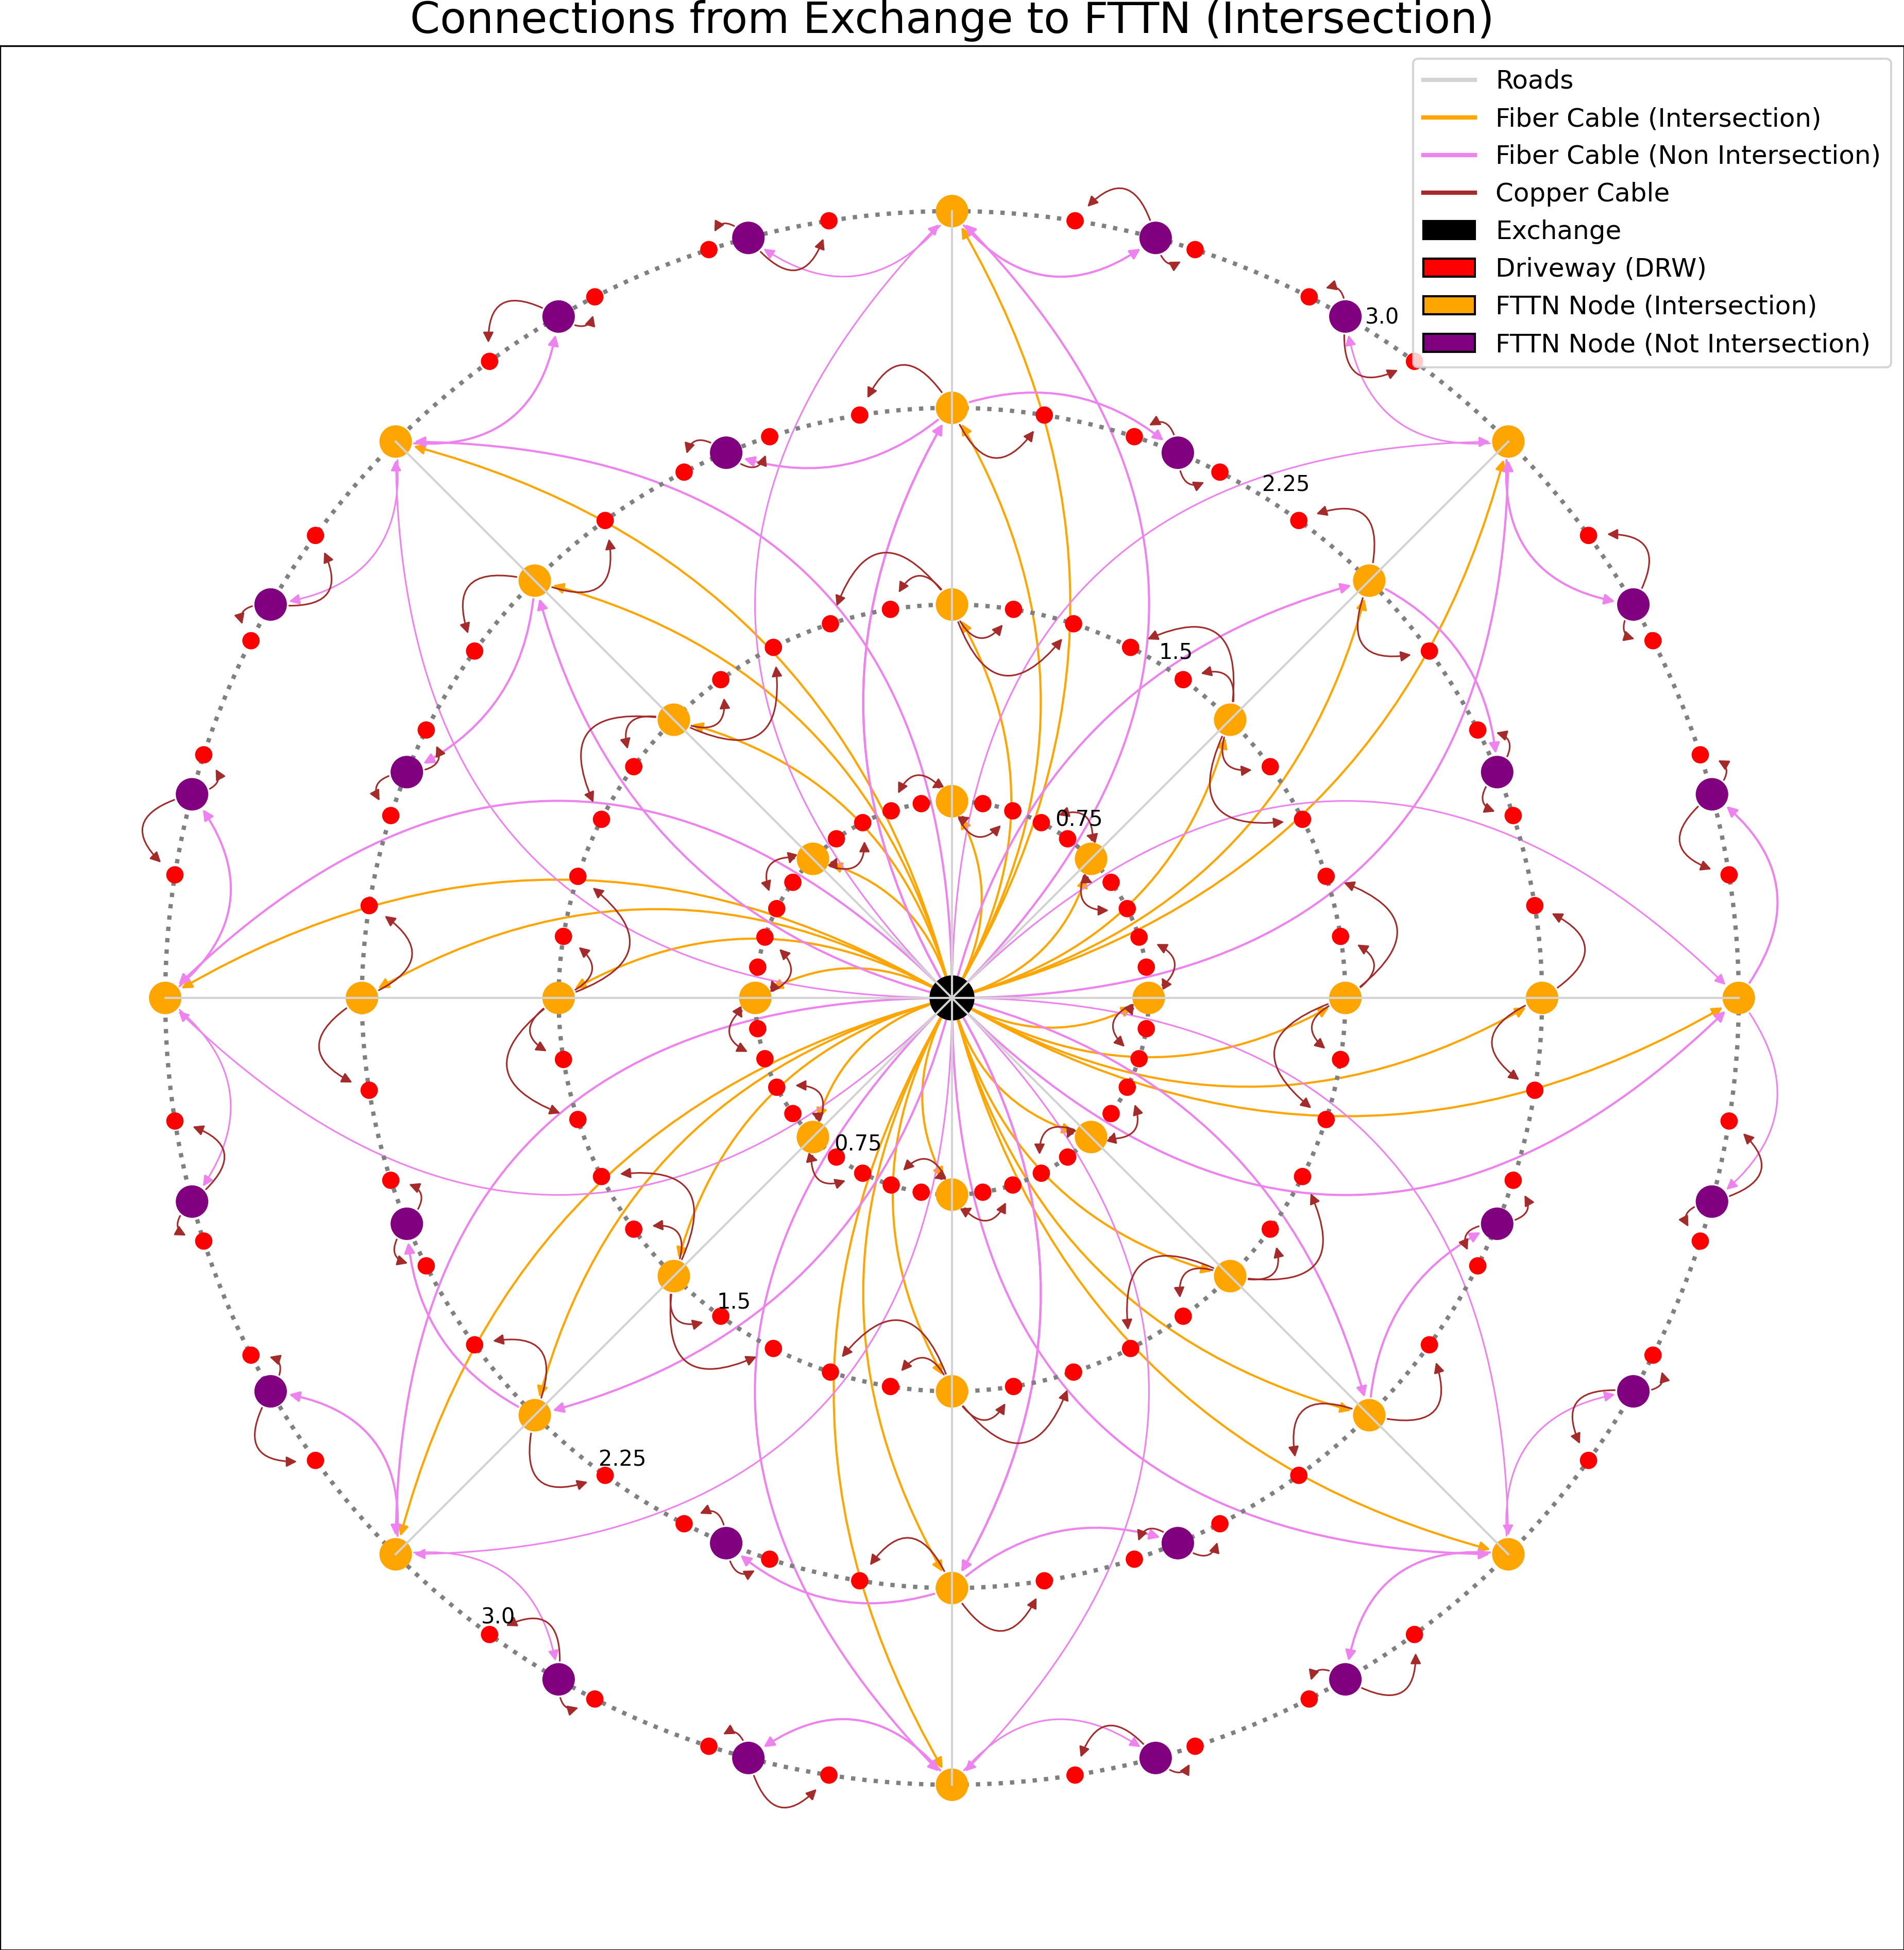 Connections from Exchange to FTTN (Intersection)
Roads
Fiber Cable (Intersection)
Fiber Cable (Non Intersection)
Copper Cable
Exchange
Driveway (DRW)
FTTN Node (Intersection)
FTTN Node (Not Intersection)
3.0
2.25
1.5
0.75
0.75
1.5
2.25
3.0